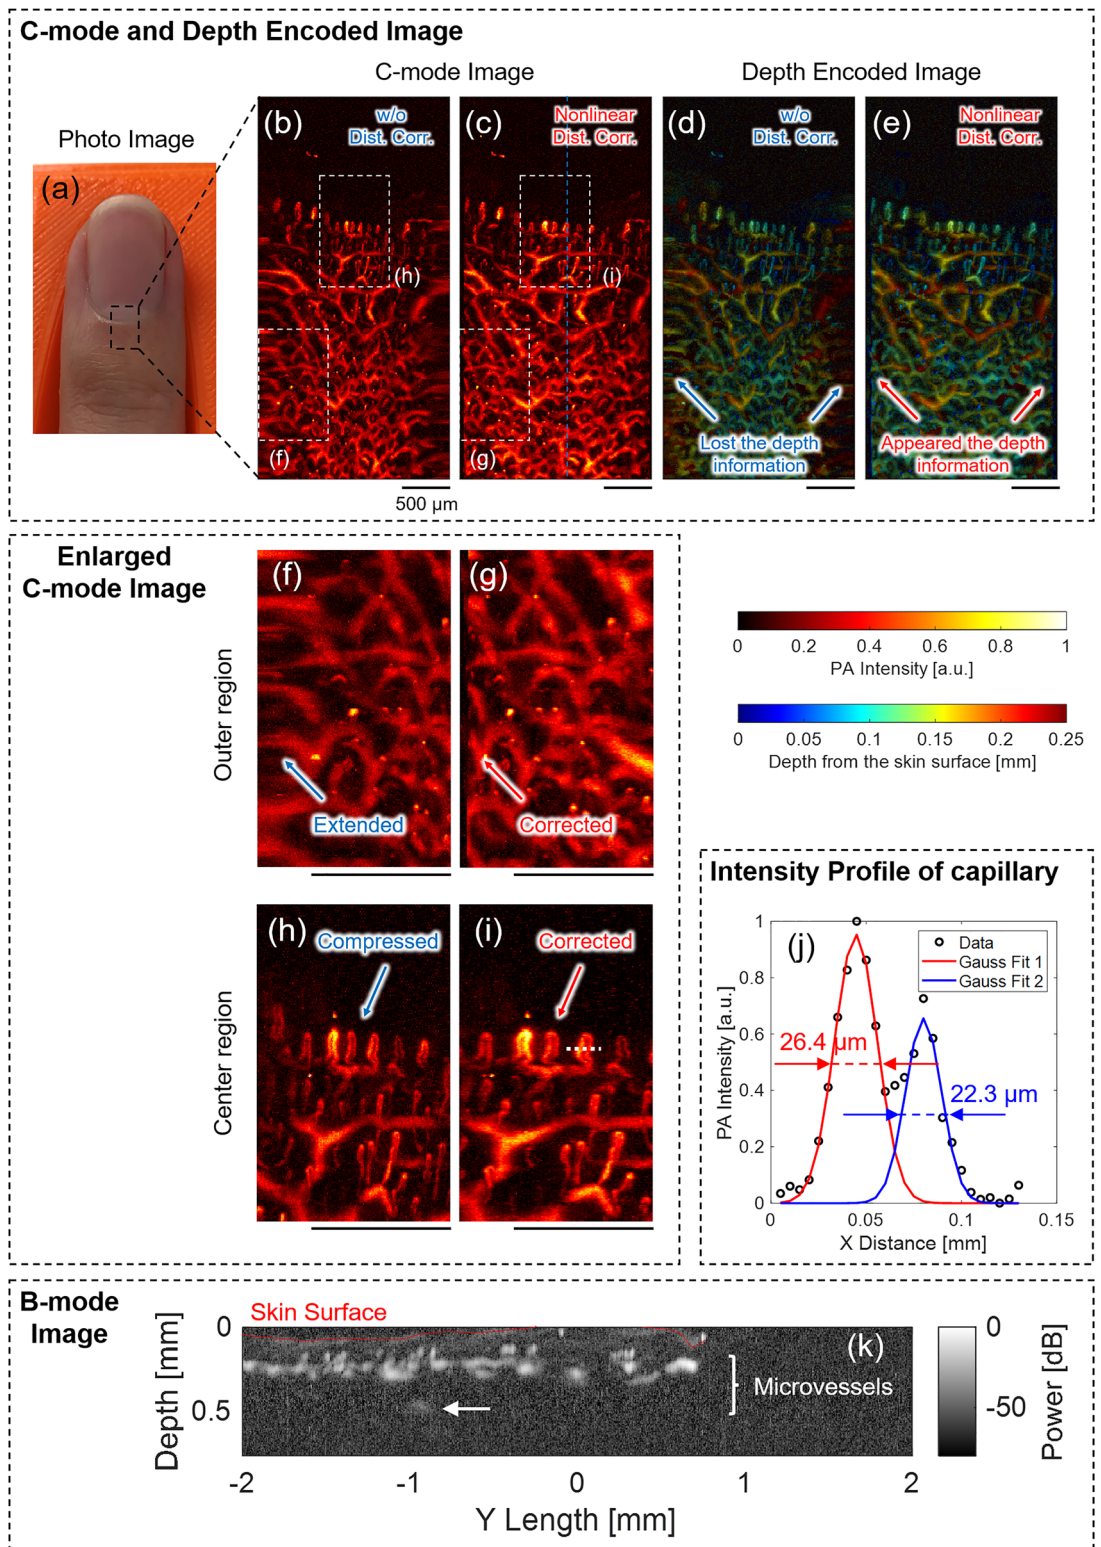 C-mode and Depth Encoded Image
C-mode Image
Depth Encoded Image
Photo Image
(a)
(b)
w/o
Dist. Corr.
(h)
(f)
(c)
Nonlinear
Dist. Corr.
(i)
(g)
(d)
w/o
Dist. Corr.
Lost the depth
information
(e)
Nonlinear
Dist. Corr.
Appeared the depth
information
500 μm
Enlarged
C-mode Image
Outer region
(f)
Extended
(g)
Corrected
Center region
(h)
Compressed
(i)
Corrected
0 0.2 0.4 0.6 0.8 1
PA Intensity [a.u.]
0 0.05 0.1 0.15 0.2 0.25
Depth from the skin surface [mm]
Intensity Profile of capillary
(j)
Data
Gauss Fit 1
Gauss Fit 2
26.4 μm
22.3 μm
1
0.8
0.6
0.4
0.2
0
PA Intensity [a.u.]
0 0.05 0.1 0.15
X Distance [mm]
B-mode
Image
Skin Surface
(k)
Microvessels
0
0.5
Depth [mm]
-2 -1 0 1 2
Y Length [mm]
0
-50
Power [dB]